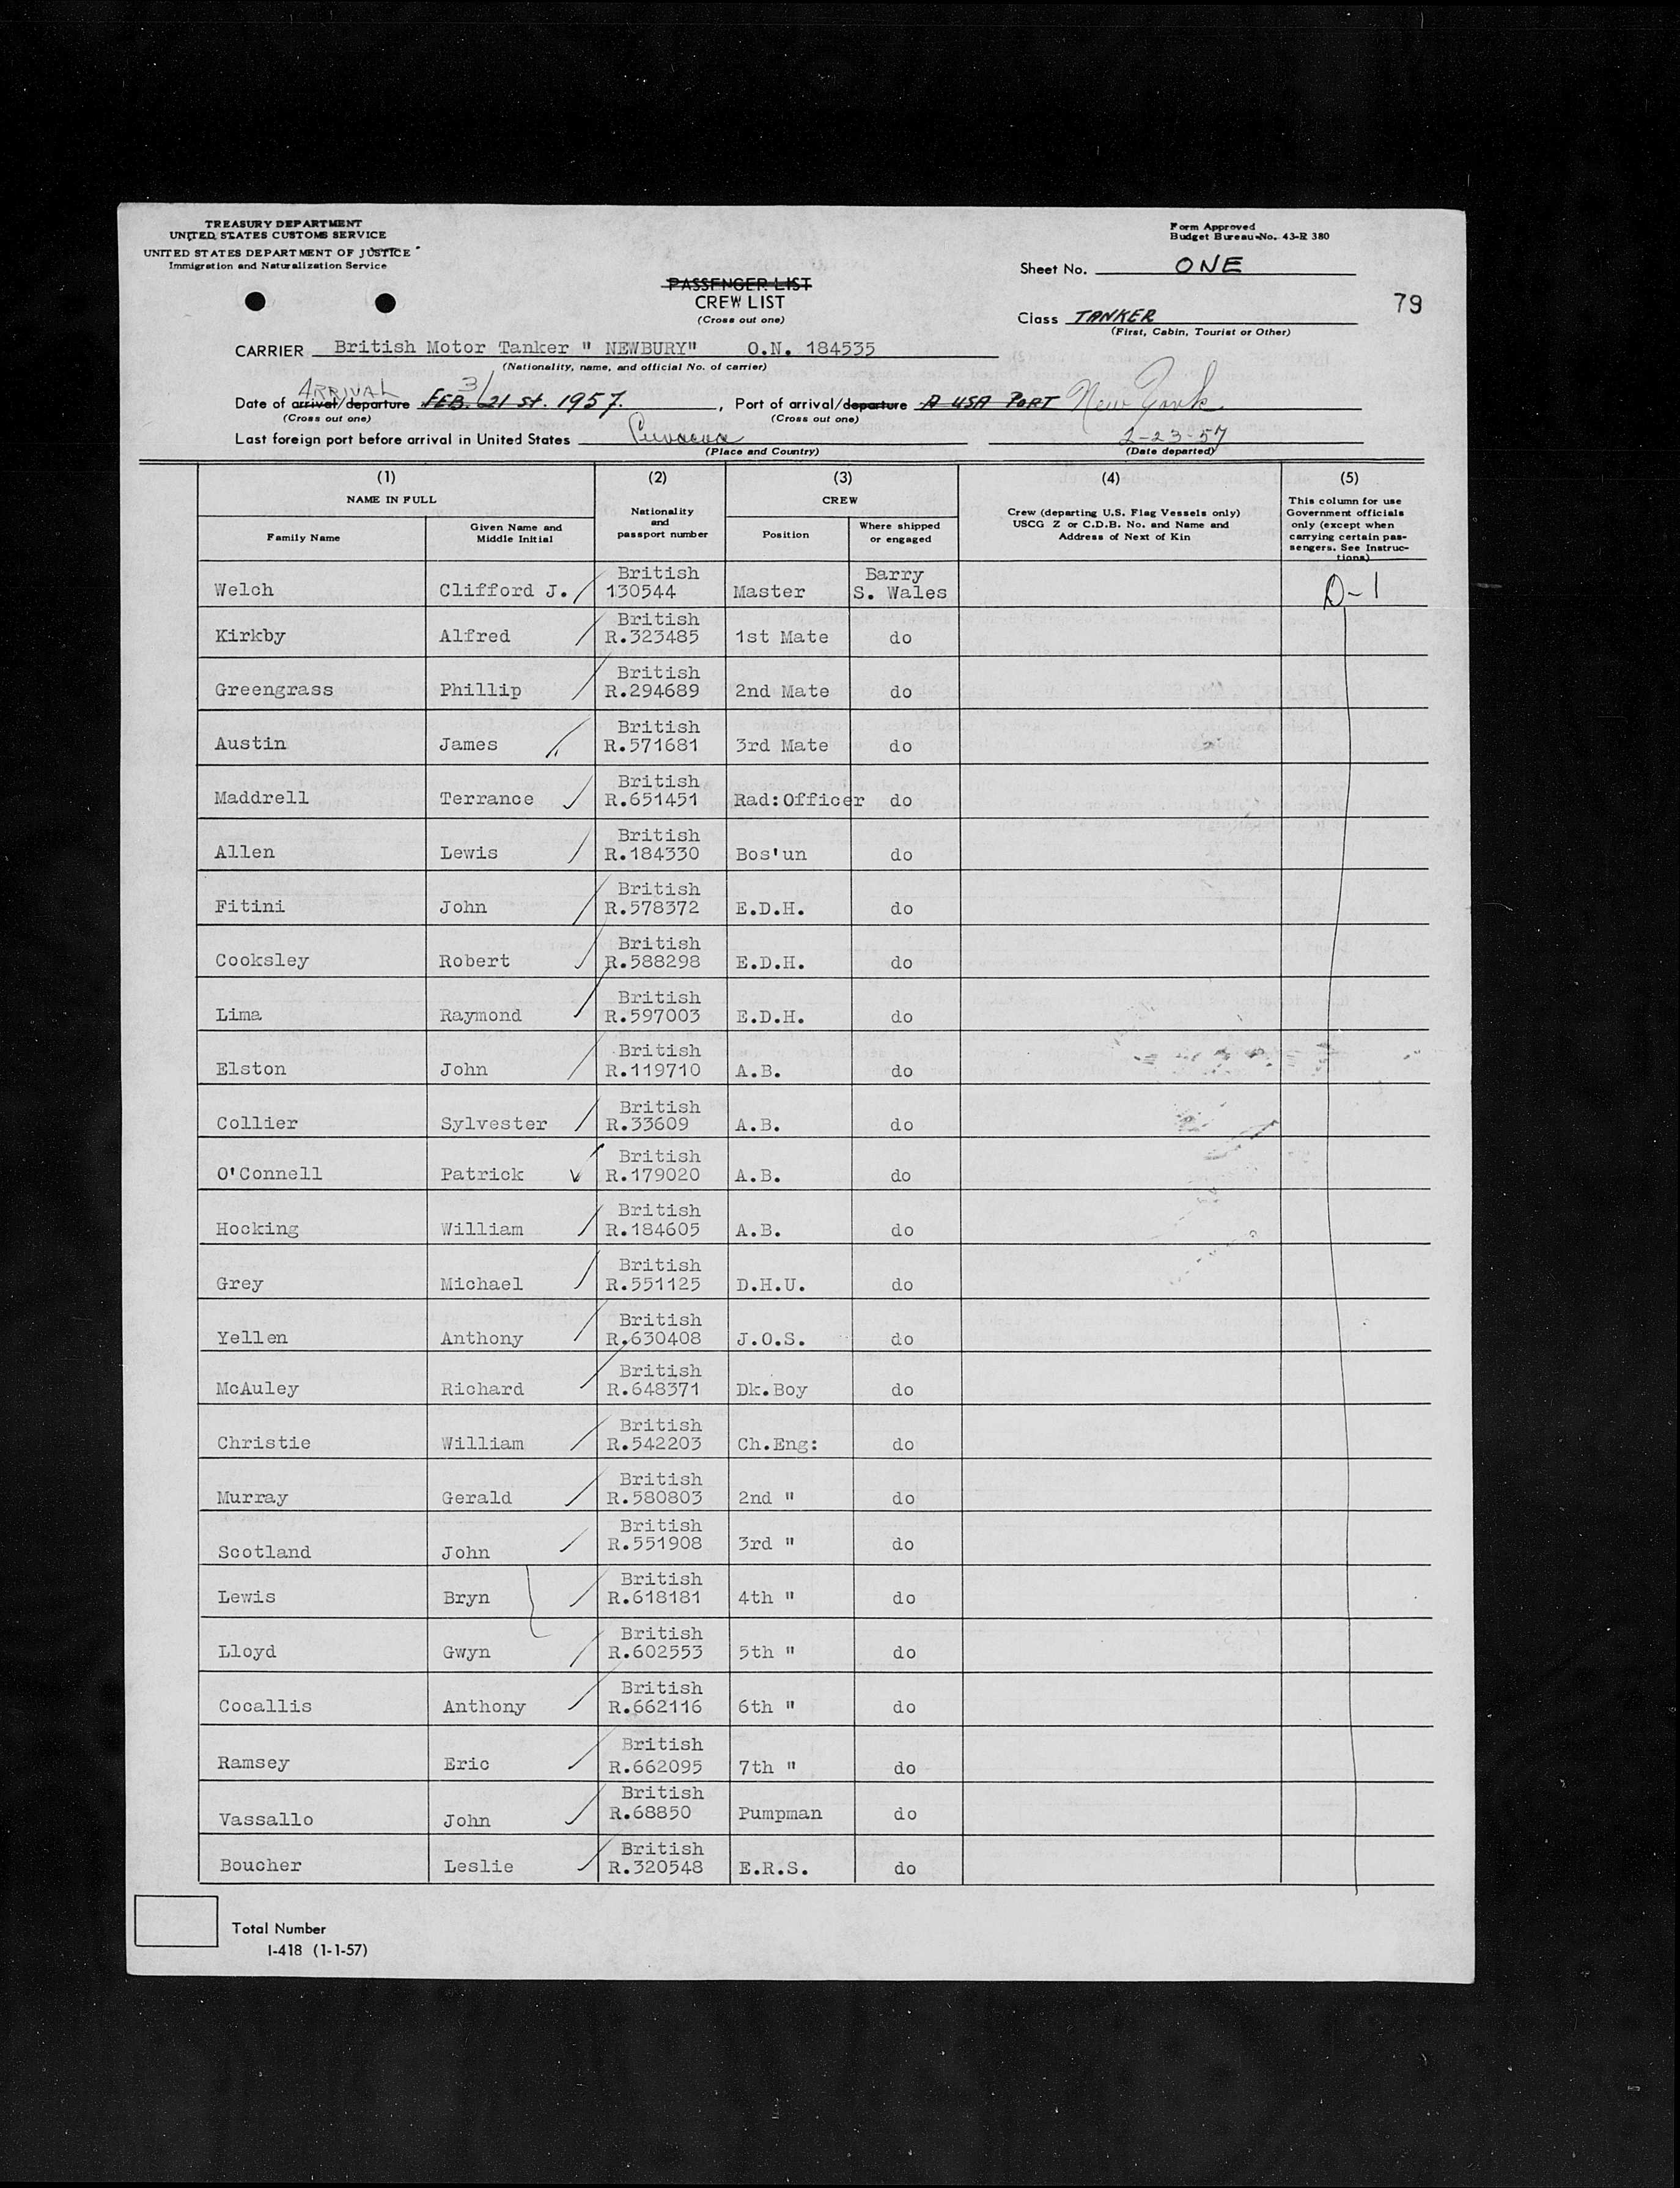 TREASURY DEPARTMENT
UNITED STATES CUSTOMS SERVICE
UNITED STATES DEPARTMENT OF JUSTICE
Immigration and Naturalization Service
Form Approved
Budget Bureau No. 43-R 380
Sheet No. ONE
PASSENGER LIST
CREW LIST
(Cross out one)
79
Class TANKER
(First, Cabin, Tourist or Other)
CARRIER British Motor Tanker " NEWBURY" O.N. 184535
(Nationality, name, and official No. of carrier)
ARRIVAL 3/
Date of arrival/departure FEB. 21 st. 1957. , Port of arrival/departure A USA PORT New York
(Cross out one) (Cross out one)
Last foreign port before arrival in United States 2-23-57
(Place and Country) (Date departed)
(1) (2) (3) (4) (5)
NAME IN FULL Nationality and passport number CREW Crew (departing U.S. Flag Vessels only) USCG Z or C.D.B. No. and Name and Address of Next of Kin This column for use Government officials only (except when carrying certain passengers. See Instructions)
Family Name Given Name and Middle Initial Position Where shipped or engaged
Welch Clifford J. British 130544 Master Barry S. Wales D-1
Kirkby Alfred British R.323485 1st Mate do
Greengrass Phillip British R.294689 2nd Mate do
Austin James British R.571681 3rd Mate do
Maddrell Terrance British R.651451 Rad:Officer do
Allen Lewis British R.184330 Bos'un do
Fitini John British R.578372 E.D.H. do
Cooksley Robert British R.588298 E.D.H. do
Lima Raymond British R.597003 E.D.H. do
Elston John British R.119710 A.B. do
Collier Sylvester British R.33609 A.B. do
O'Connell Patrick British R.179020 A.B. do
Hocking William British R.184605 A.B. do
Grey Michael British R.551125 D.H.U. do
Yellen Anthony British R.630408 J.O.S. do
McAuley Richard British R.648371 Dk.Boy do
Christie William British R.542203 Ch.Eng: do
Murray Gerald British R.580803 2nd " do
Scotland John British R.551908 3rd " do
Lewis Bryn British R.618181 4th " do
Lloyd Gwyn British R.602553 5th " do
Cocallis Anthony British R.662116 6th " do
Ramsey Eric British R.662095 7th " do
Vassallo John British R.68850 Pumpman do
Boucher Leslie British R.320548 E.R.S. do
Total Number
I-418 (1-1-57)